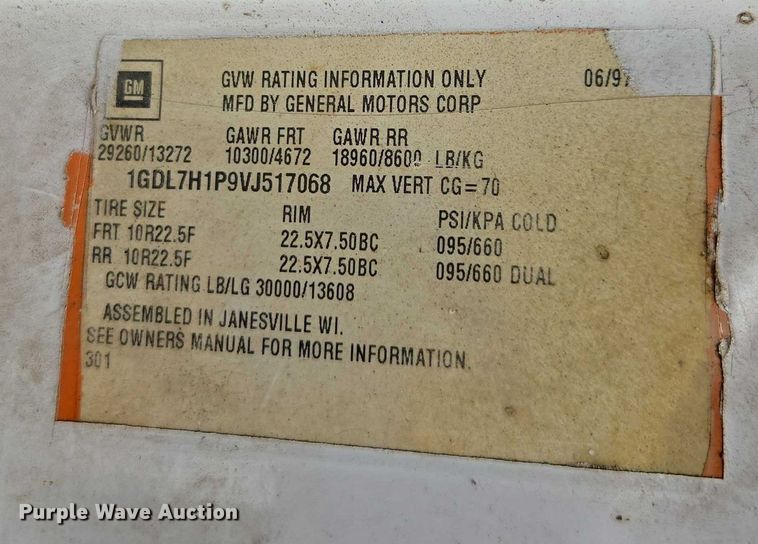 GM
GVW RATING INFORMATION ONLY 06/97
MFD BY GENERAL MOTORS CORP
GVWR GAWR FRT GAWR RR
29260/13272 10300/4672 18960/8600 LB/KG
1GDL7H1P9VJ517068 MAX VERT CG=70
TIRE SIZE RIM PSI/KPA COLD
FRT 10R22.5F 22.5X7.50BC 095/660
RR 10R22.5F 22.5X7.50BC 095/660 DUAL
GCW RATING LB/LG 30000/13608
ASSEMBLED IN JANESVILLE WI.
SEE OWNERS MANUAL FOR MORE INFORMATION.
301
Purple Wave Auction